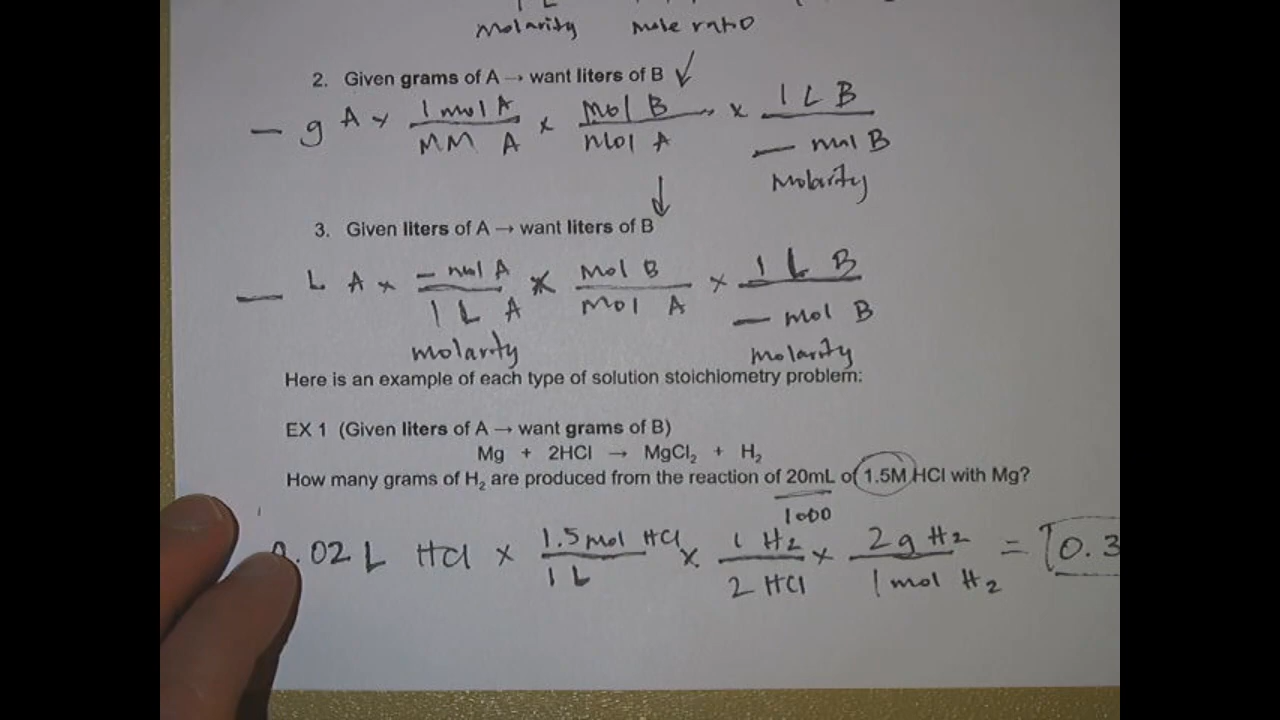 molarity mole ratio
2. Given grams of A → want liters of B ↓
— g A × 1 mol A / MM A × Mol B / Mol A × 1 L B / — mol B
Molarity
↓
3. Given liters of A → want liters of B
— L A × — mol A / 1 L A × Mol B / Mol A × 1 L B / — mol B
molarity molarity
Here is an example of each type of solution stoichiometry problem:
EX 1 (Given liters of A → want grams of B)
Mg + 2HCl → MgCl₂ + H₂
How many grams of H₂ are produced from the reaction of 20mL of 1.5M HCl with Mg?
1000
.02 L HCl × 1.5 mol HCl / 1 L × 1 H₂ / 2 HCl × 2 g H₂ / 1 mol H₂ = 0.3